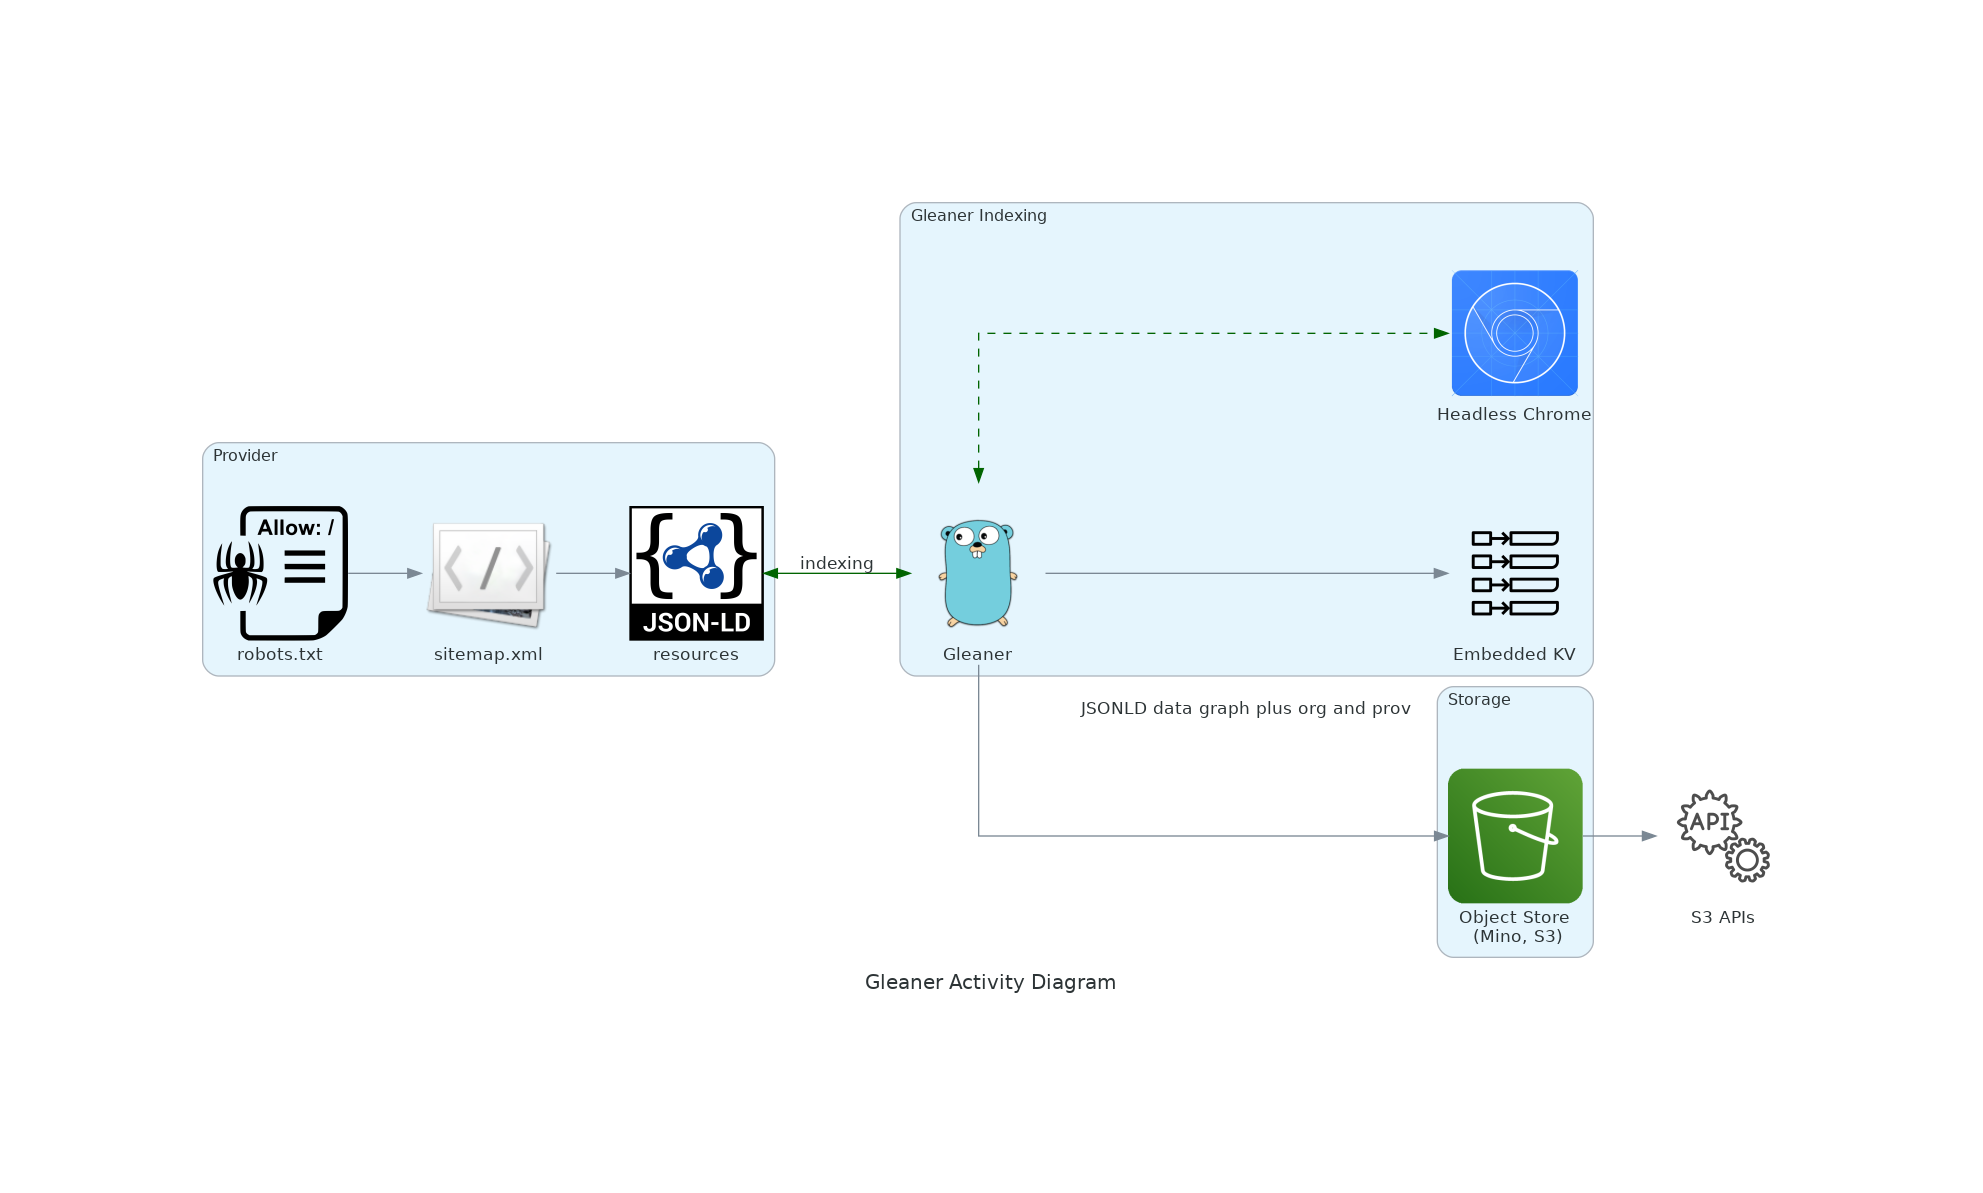 Gleaner Indexing
Headless Chrome
Provider
Allow: /
JSON-LD
robots.txt
sitemap.xml
</>
resources
indexing
Gleaner
Embedded KV
JSONLD data graph plus org and prov
Storage
API
Object Store
(Mino, S3)
S3 APIs
Gleaner Activity Diagram